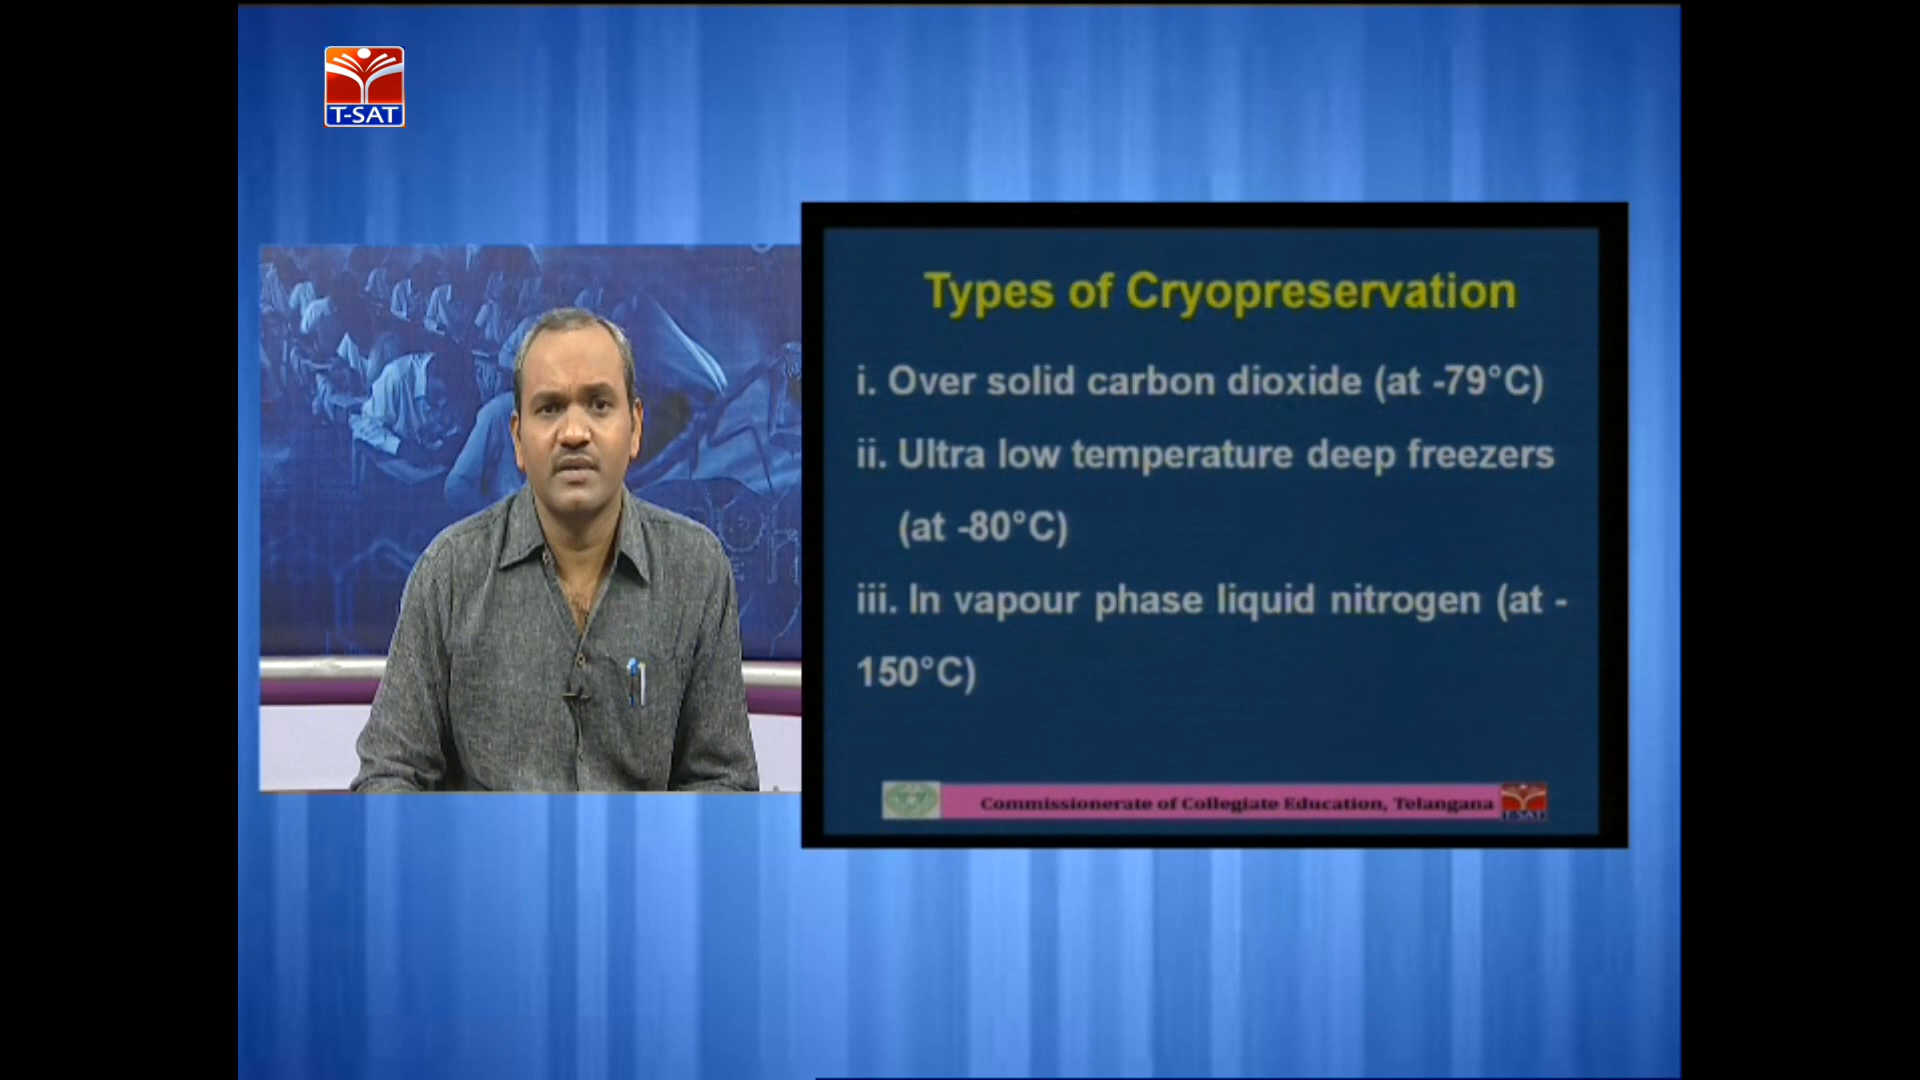 T-SAT
Types of Cryopreservation
i. Over solid carbon dioxide (at -79°C)
ii. Ultra low temperature deep freezers
(at -80°C)
iii. In vapour phase liquid nitrogen (at -
150°C)
Commissionerate of Collegiate Education, Telangana
T-SAT